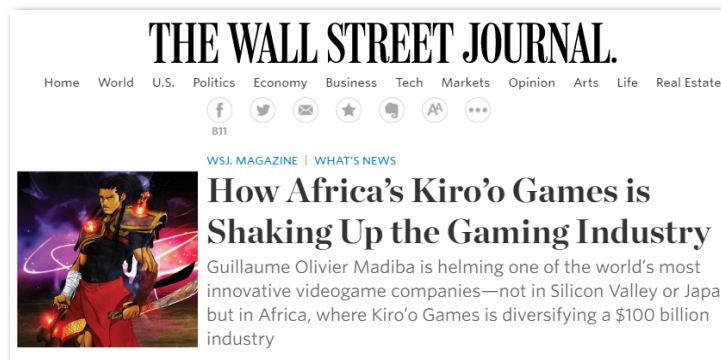 THE WALL STREET JOURNAL.
Home World U.S. Politics Economy Business Tech Markets Opinion Arts Life Real Estate
811
WSJ. MAGAZINE | WHAT'S NEWS
How Africa's Kiro'o Games is
Shaking Up the Gaming Industry
Guillaume Olivier Madiba is helming one of the world's most
innovative videogame companies—not in Silicon Valley or Japa
but in Africa, where Kiro'o Games is diversifying a $100 billion
industry